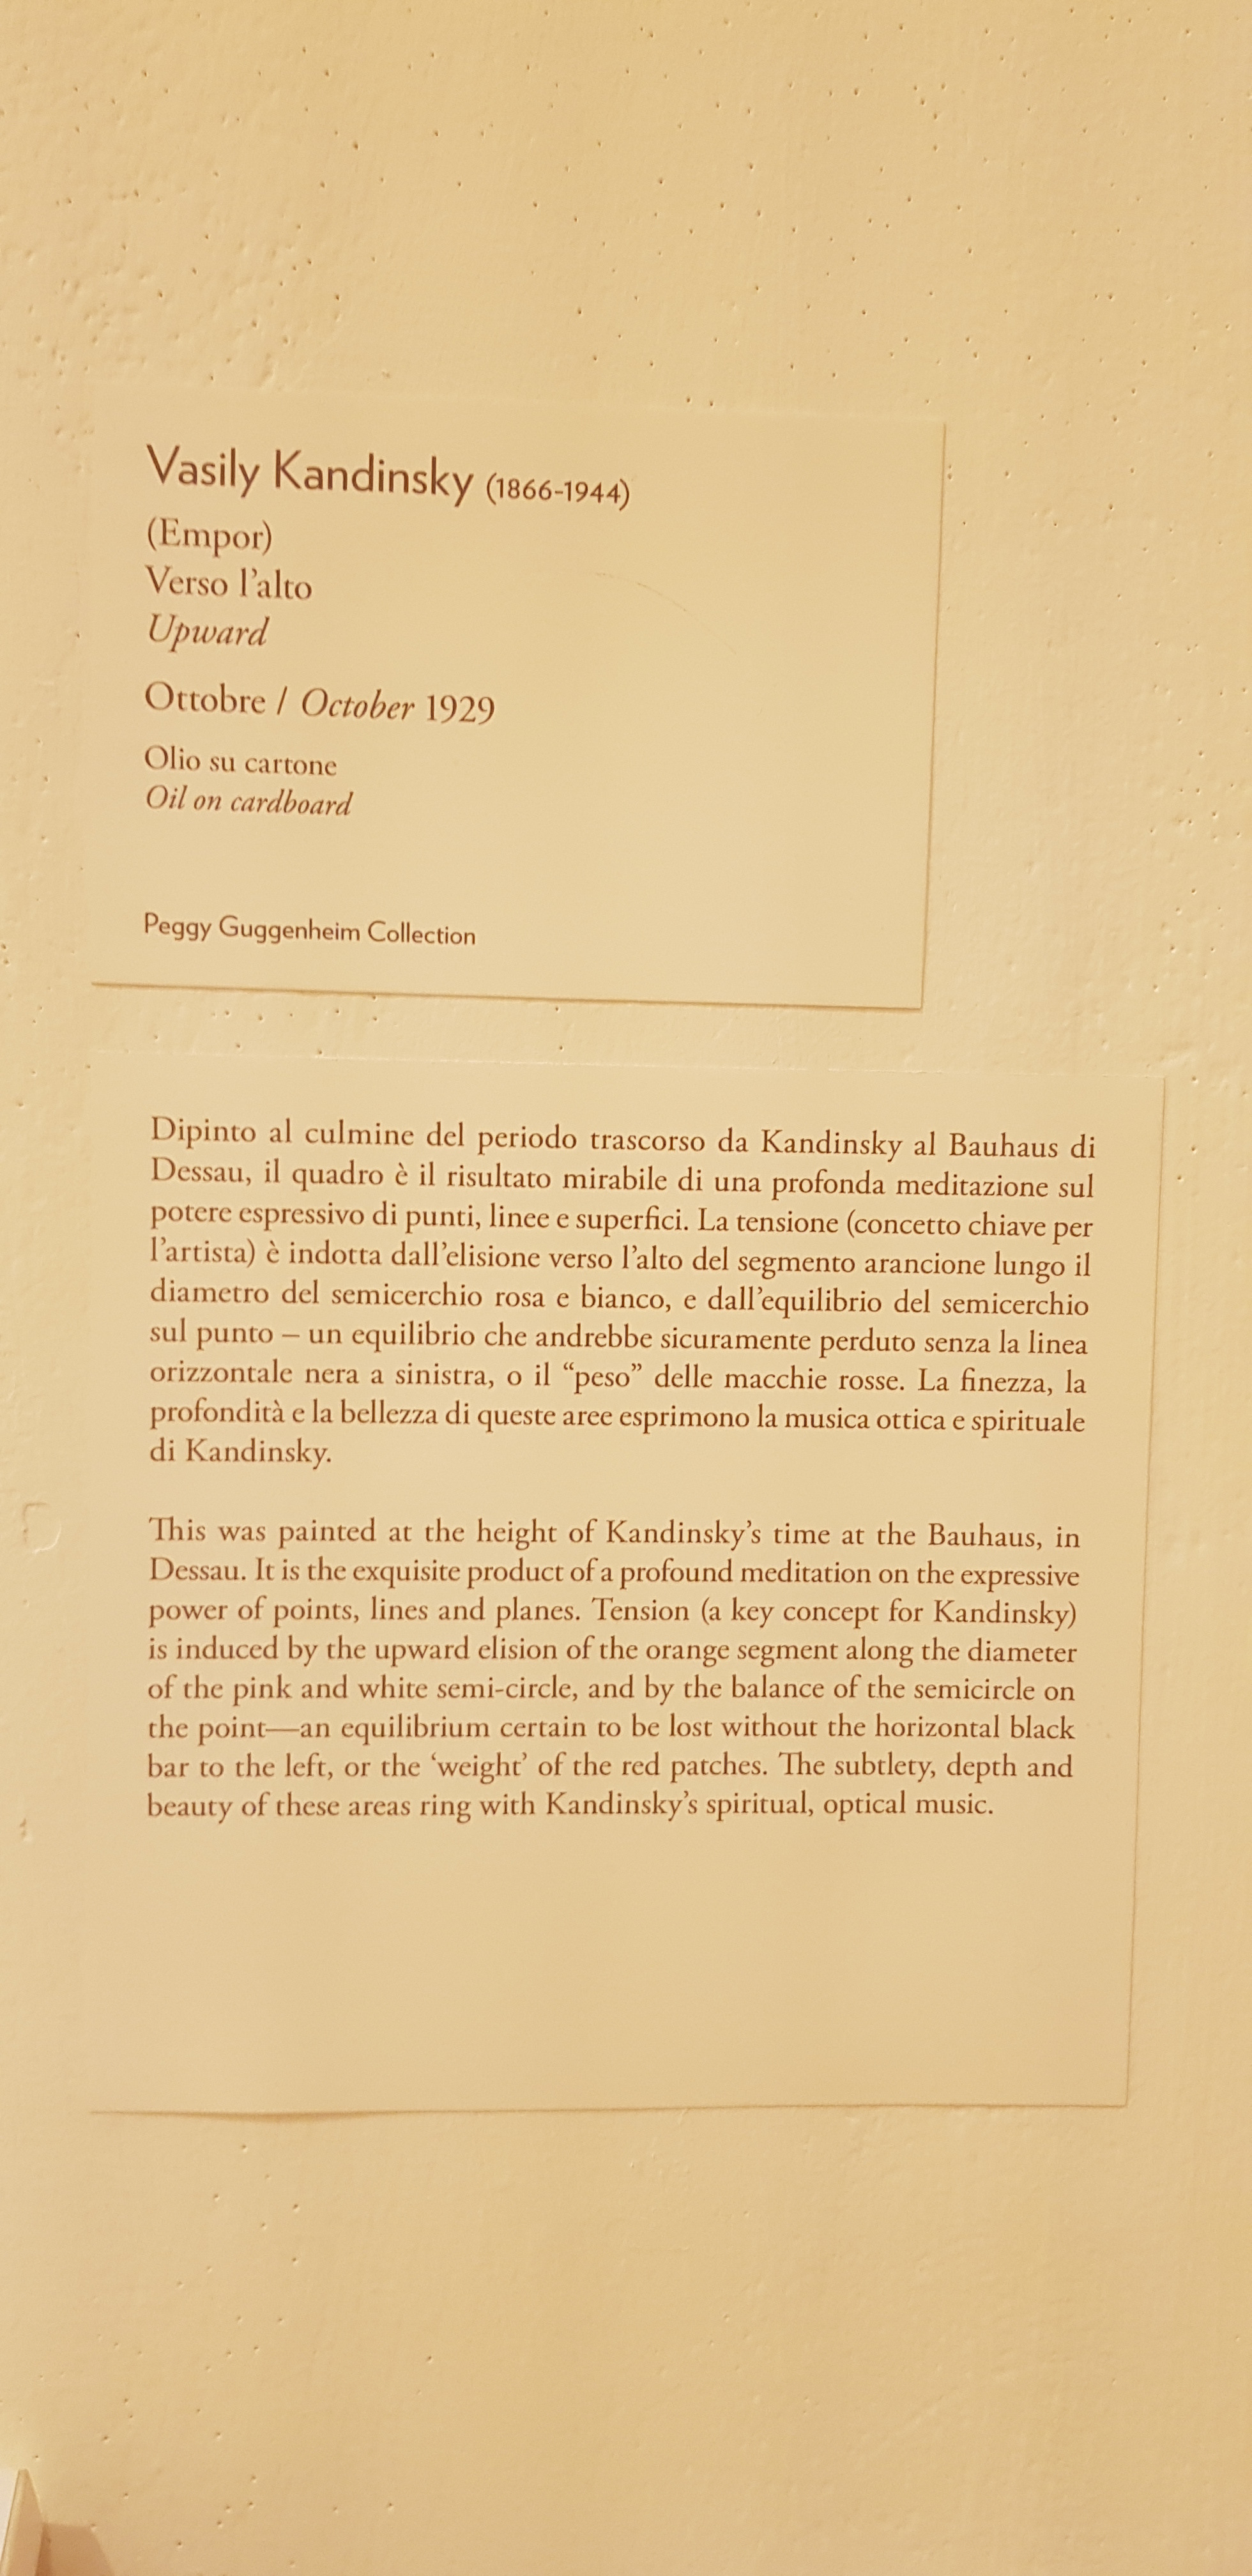 Vasily Kandinsky (1866-1944)
(Empor)
Verso l’alto
Upward
Ottobre / October 1929
Olio su cartone
Oil on cardboard
Peggy Guggenheim Collection
Dipinto al culmine del periodo trascorso da Kandinsky al Bauhaus di
Dessau, il quadro è il risultato mirabile di una profonda meditazione sul
potere espressivo di punti, linee e superfici. La tensione (concetto chiave per
l’artista) è indotta dall’elisione verso l’alto del segmento arancione lungo il
diametro del semicerchio rosa e bianco, e dall’equilibrio del semicerchio
sul punto – un equilibrio che andrebbe sicuramente perduto senza la linea
orizzontale nera a sinistra, o il “peso” delle macchie rosse. La finezza, la
profondità e la bellezza di queste aree esprimono la musica ottica e spirituale
di Kandinsky.
This was painted at the height of Kandinsky’s time at the Bauhaus, in
Dessau. It is the exquisite product of a profound meditation on the expressive
power of points, lines and planes. Tension (a key concept for Kandinsky)
is induced by the upward elision of the orange segment along the diameter
of the pink and white semi-circle, and by the balance of the semicircle on
the point—an equilibrium certain to be lost without the horizontal black
bar to the left, or the ‘weight’ of the red patches. The subtlety, depth and
beauty of these areas ring with Kandinsky’s spiritual, optical music.